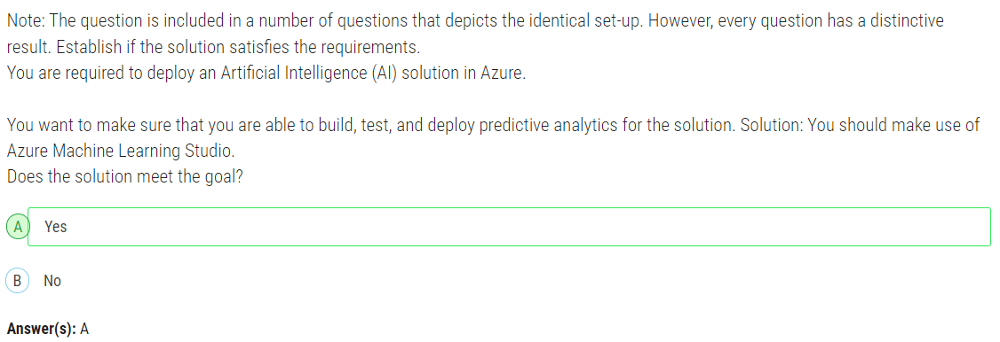 Note: The question is included in a number of questions that depicts the identical set-up. However, every question has a distinctive
result. Establish if the solution satisfies the requirements.
You are required to deploy an Artificial Intelligence (AI) solution in Azure.
You want to make sure that you are able to build, test, and deploy predictive analytics for the solution. Solution: You should make use of
Azure Machine Learning Studio.
Does the solution meet the goal?
A Yes
B No
Answer(s): A